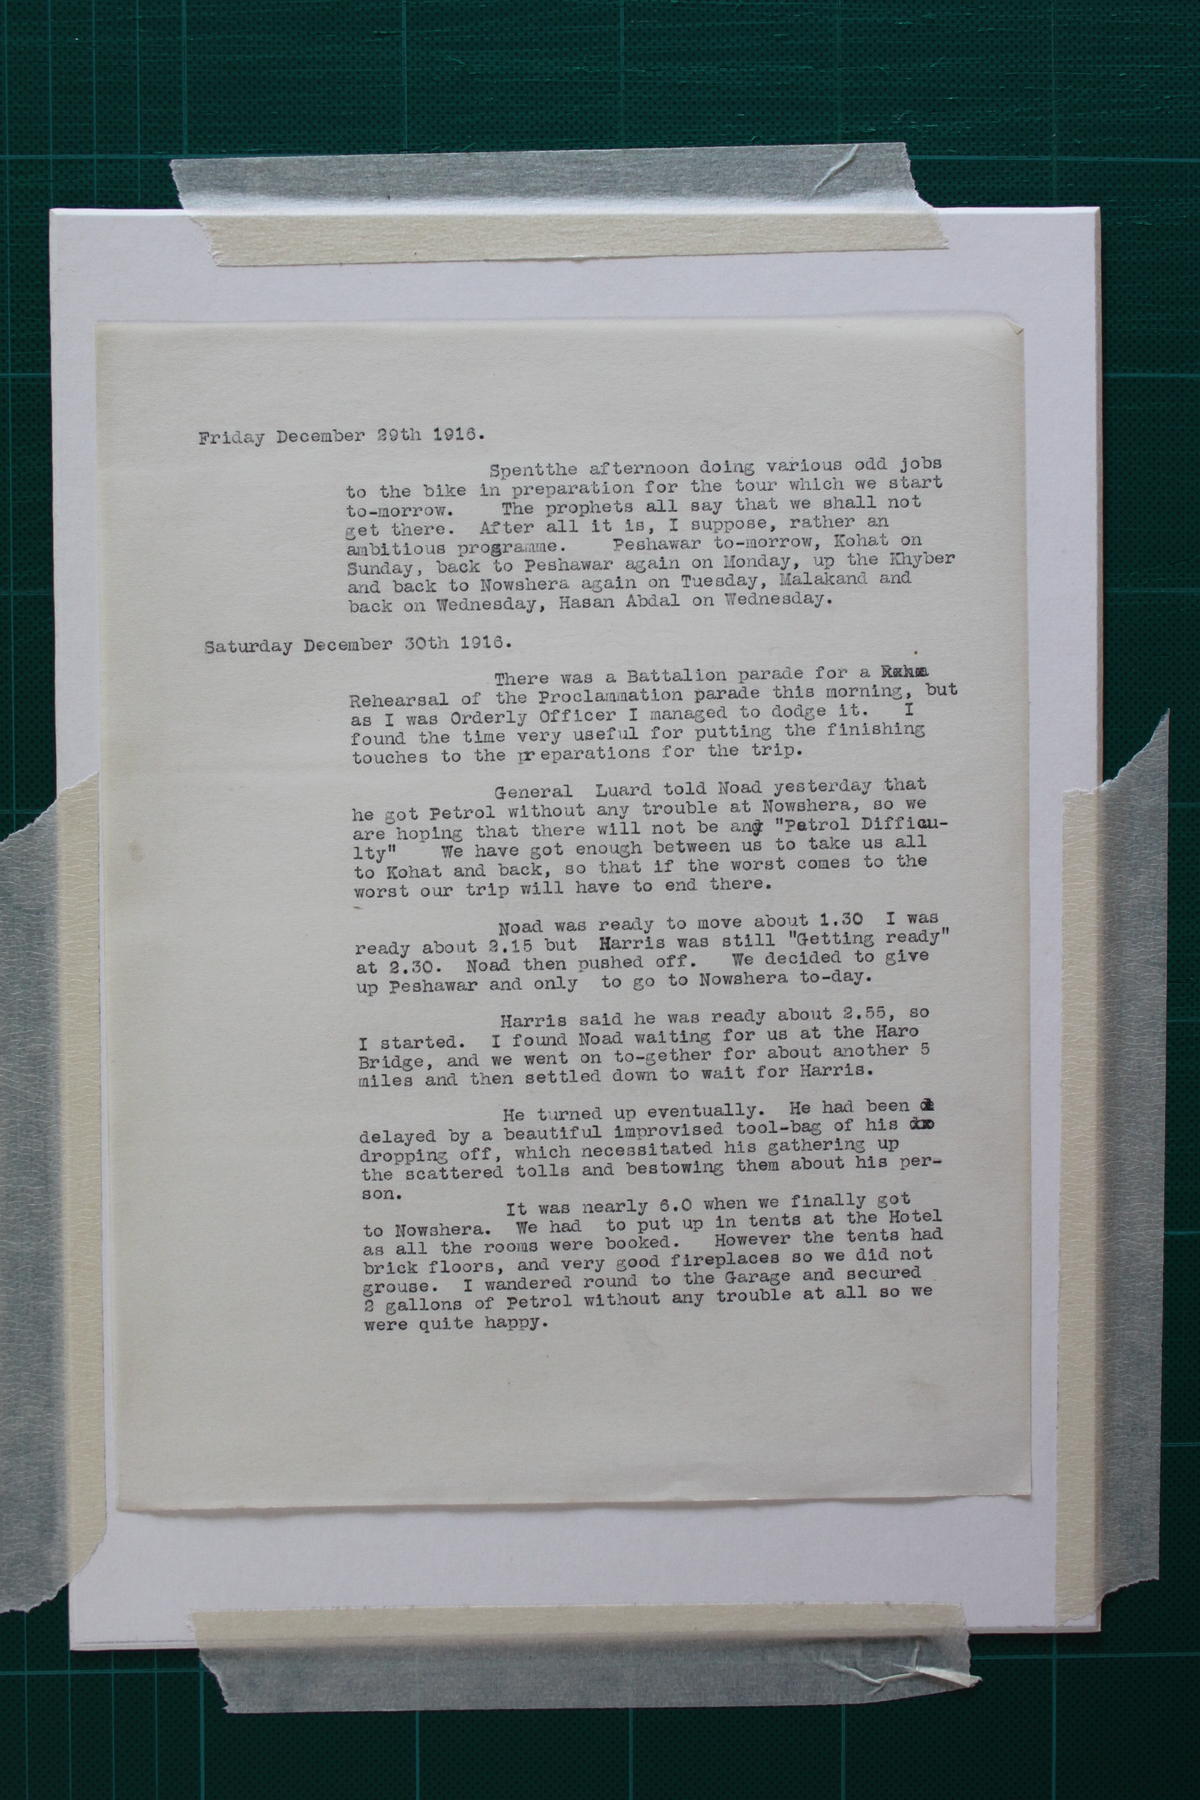 Friday December 29th 1916.
Spentthe afternoon doing various odd jobs
to the bike in preparation for the tour which we start
to-morrow. The prophets all say that we shall not
get there. After all it is, I suppose, rather an
ambitious programme. Peshawar to-morrow, Kohat on
Sunday, back to Peshawar again on Monday, up the Khyber
and back to Nowshera again on Tuesday, Malakand and
back on Wednesday, Hasan Abdal on Wednesday.
Saturday December 30th 1916.
There was a Battalion parade for a
Rehearsal of the Proclammation parade this morning, but
as I was Orderly Officer I managed to dodge it. I
found the time very useful for putting the finishing
touches to the preparations for the trip.
General Luard told Noad yesterday that
he got Petrol without any trouble at Nowshera, so we
are hoping that there will not be any "Petrol Difficu-
lty" We have got enough between us to take us all
to Kohat and back, so that if the worst comes to the
worst our trip will have to end there.
Noad was ready to move about 1.30 I was
ready about 2.15 but Harris was still "Getting ready"
at 2.30. Noad then pushed off. We decided to give
up Peshawar and only to go to Nowshera to-day.
Harris said he was ready about 2.55, so
I started. I found Noad waiting for us at the Haro
Bridge, and we went on to-gether for about another 5
miles and then settled down to wait for Harris.
He turned up eventually. He had been
delayed by a beautiful improvised tool-bag of his
dropping off, which necessitated his gathering up
the scattered tolls and bestowing them about his per-
son.
It was nearly 6.0 when we finally got
to Nowshera. We had to put up in tents at the Hotel
as all the rooms were booked. However the tents had
brick floors, and very good fireplaces so we did not
grouse. I wandered round to the Garage and secured
2 gallons of Petrol without any trouble at all so we
were quite happy.